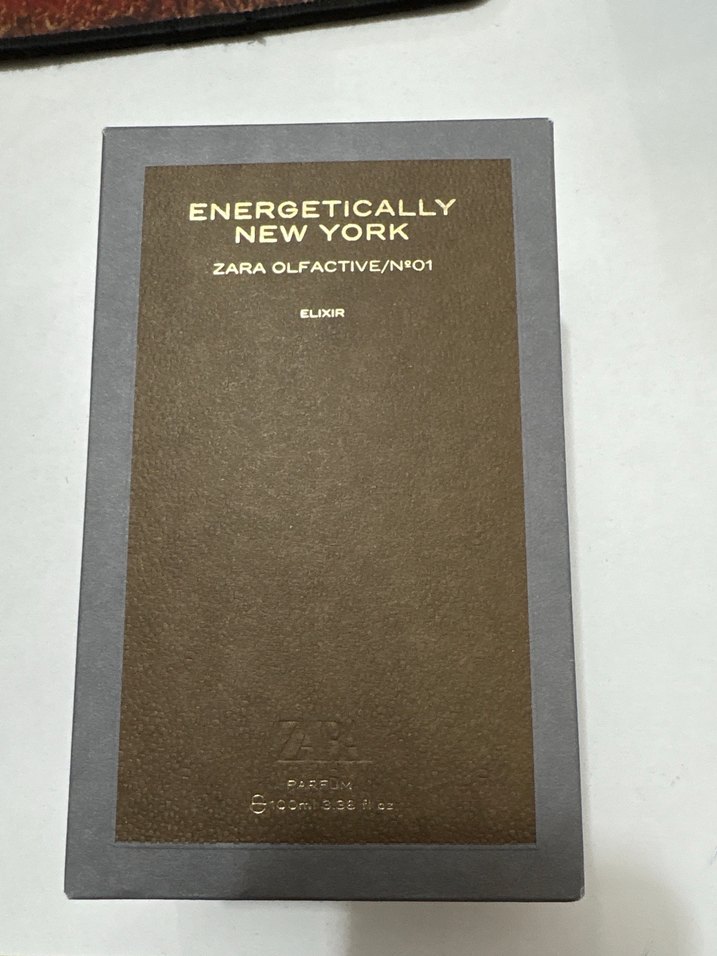 ENERGETICALLY
NEW YORK
ZARA OLFACTIVE/Nº01
ELIXIR
ZARA
PARFUM
℮100ml 3.38 fl oz